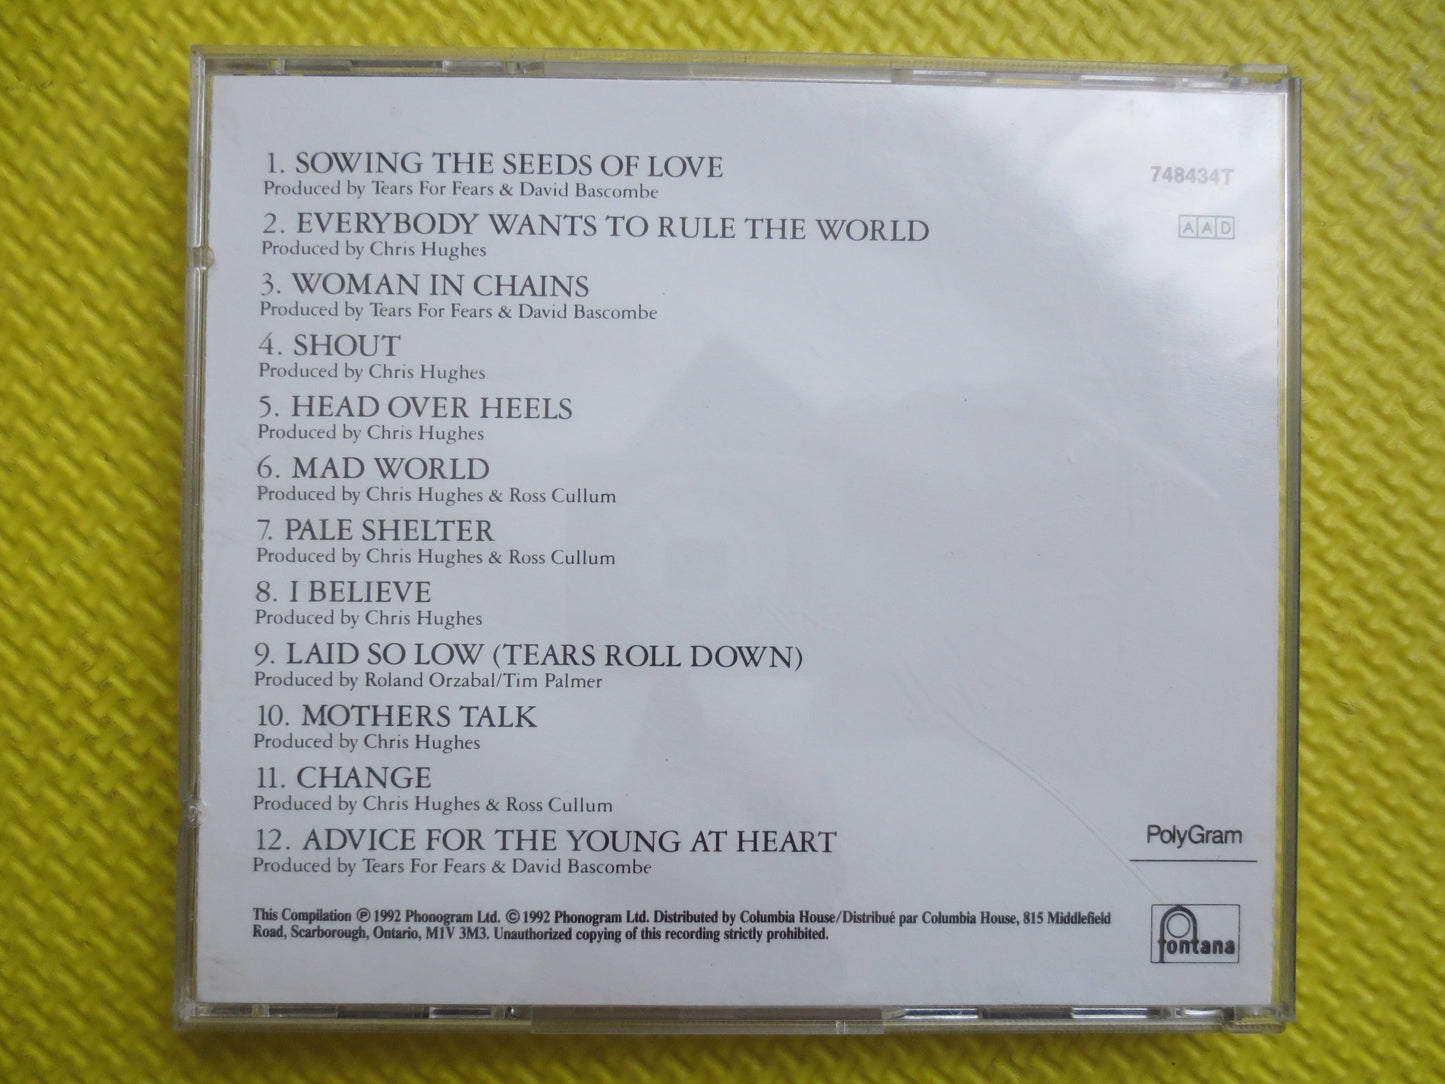 1. SOWING THE SEEDS OF LOVE
Produced by Tears For Fears & David Bascombe
2. EVERYBODY WANTS TO RULE THE WORLD
Produced by Chris Hughes
3. WOMAN IN CHAINS
Produced by Tears For Fears & David Bascombe
4. SHOUT
Produced by Chris Hughes
5. HEAD OVER HEELS
Produced by Chris Hughes
6. MAD WORLD
Produced by Chris Hughes & Ross Cullum
7. PALE SHELTER
Produced by Chris Hughes & Ross Cullum
8. I BELIEVE
Produced by Chris Hughes
9. LAID SO LOW (TEARS ROLL DOWN)
Produced by Roland Orzabal/Tim Palmer
10. MOTHERS TALK
Produced by Chris Hughes
11. CHANGE
Produced by Chris Hughes & Ross Cullum
12. ADVICE FOR THE YOUNG AT HEART
Produced by Tears For Fears & David Bascombe
This Compilation ℗ 1992 Phonogram Ltd. © 1992 Phonogram Ltd. Distributed by Columbia House/Distribué par Columbia House, 815 Middlefield
Road, Scarborough, Ontario, M1V 3M3. Unauthorized copying of this recording strictly prohibited.
748434T
AAD
PolyGram
fontana